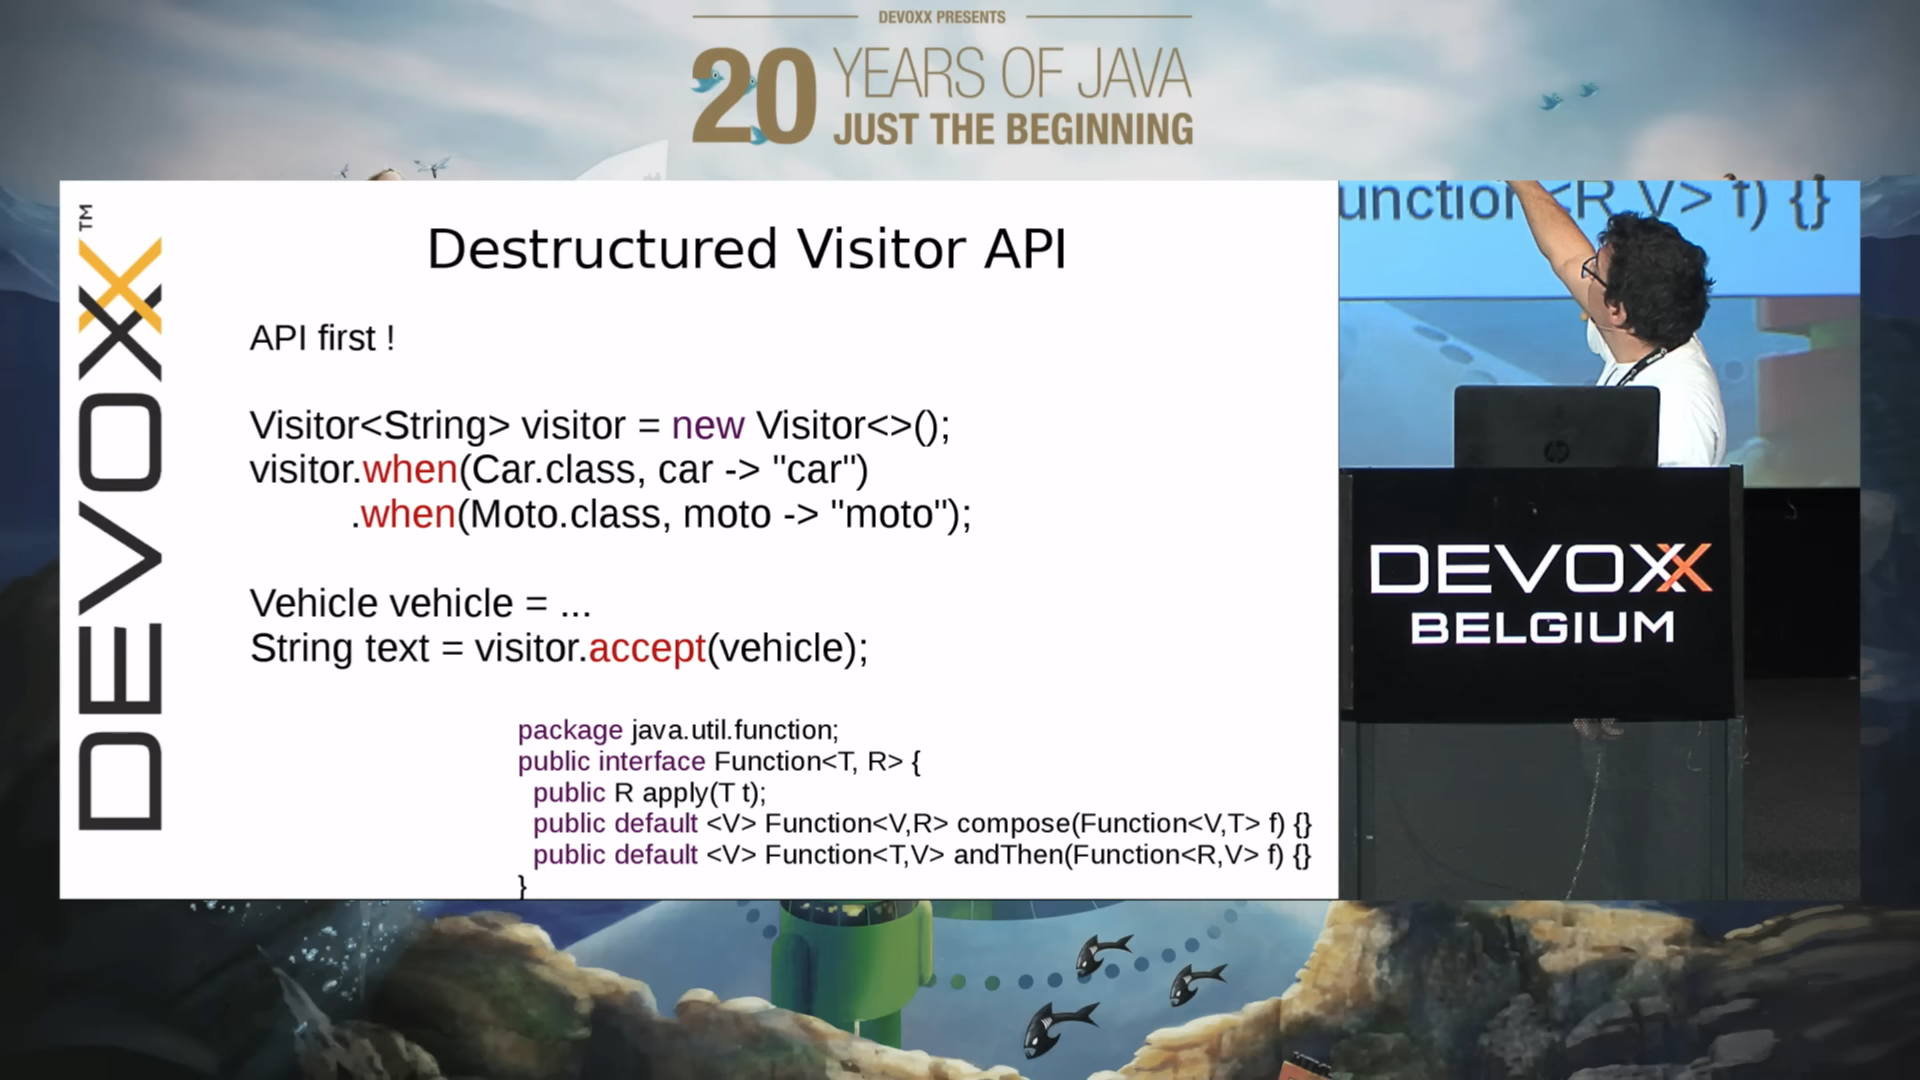 DEVOXX PRESENTS
20 YEARS OF JAVA
JUST THE BEGINNING
DEVOXX™
Destructured Visitor API
API first !
Visitor<String> visitor = new Visitor<>();
visitor.when(Car.class, car -> "car")
.when(Moto.class, moto -> "moto");
Vehicle vehicle = ...
String text = visitor.accept(vehicle);
package java.util.function;
public interface Function<T, R> {
public R apply(T t);
public default <V> Function<V,R> compose(Function<V,T> f) {}
public default <V> Function<T,V> andThen(Function<R,V> f) {}
}
unction<R,V> f) {}
DEVOXX
BELGIUM